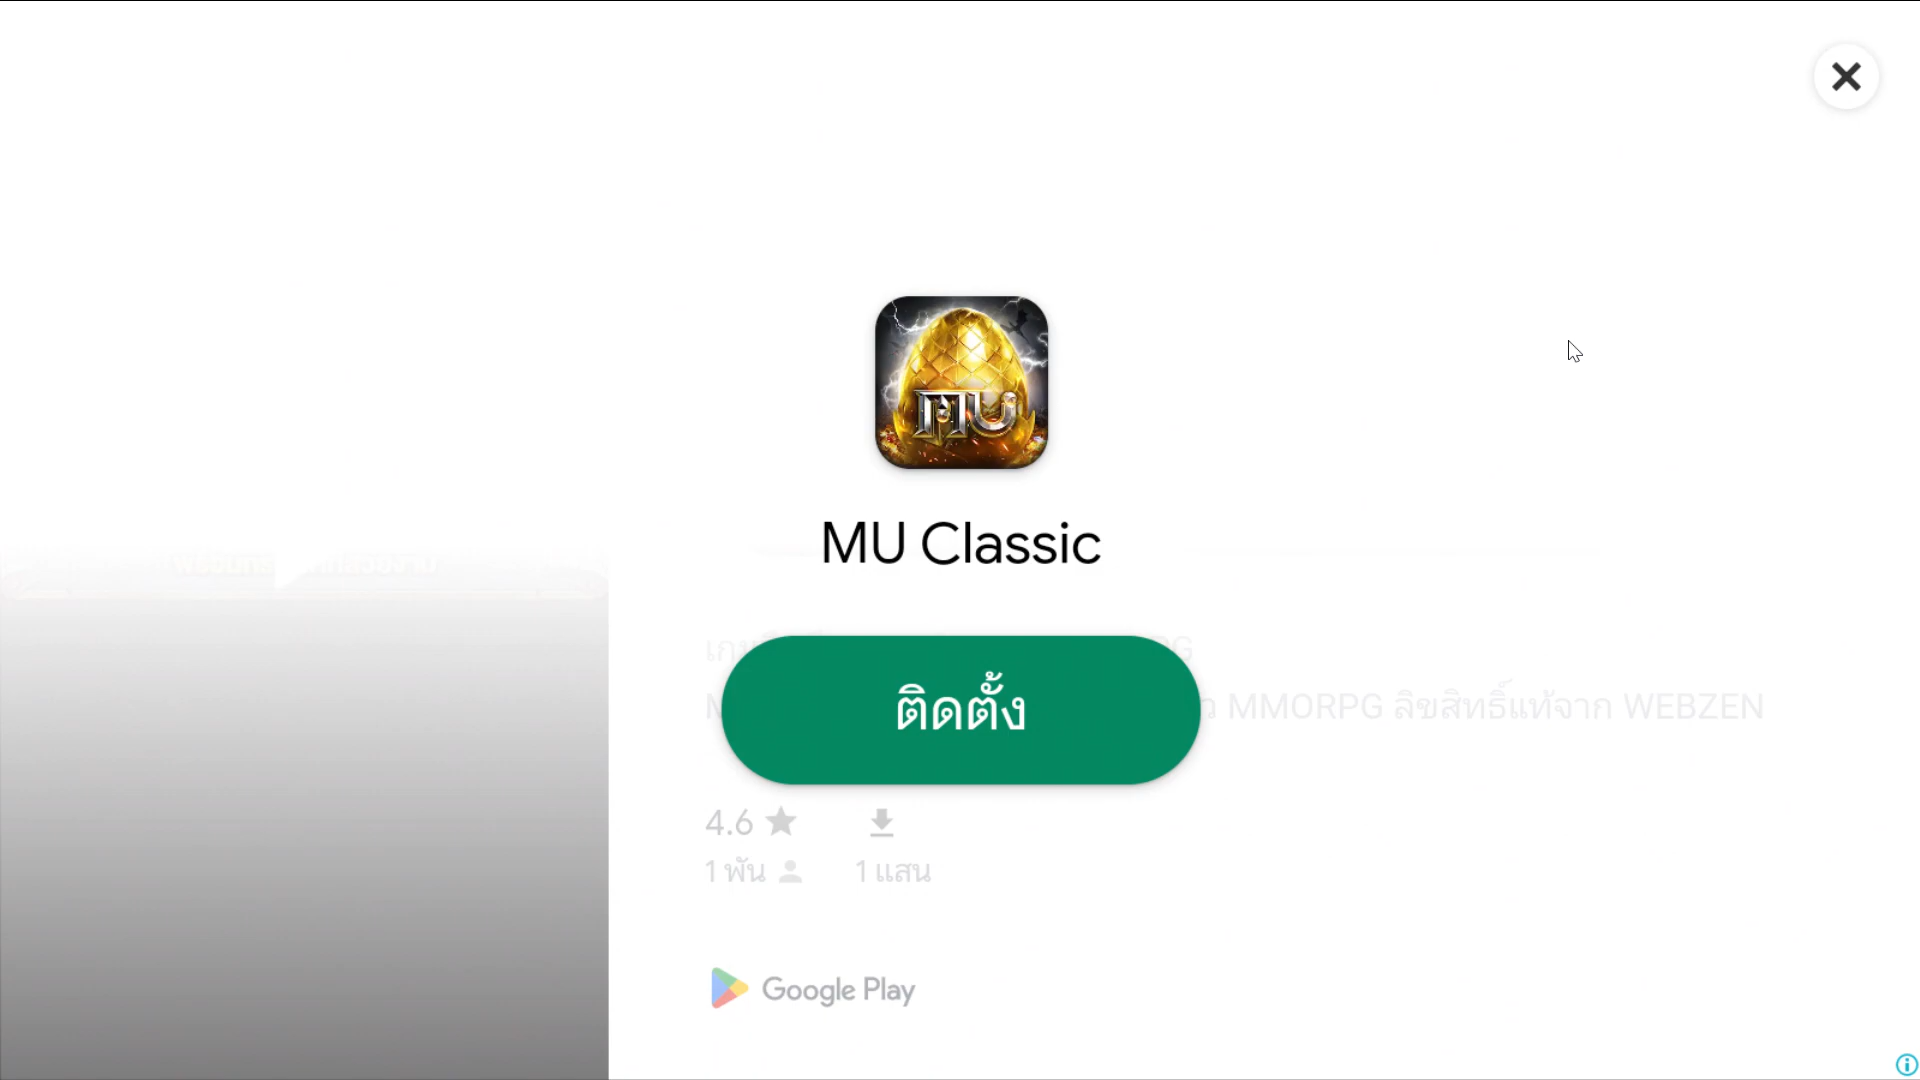 MU
MU Classic
ติดตั้ง
MMORPG ลิขสิทธิ์แท้จาก WEBZEN
4.6
1 พัน 1 แสน
Google Play